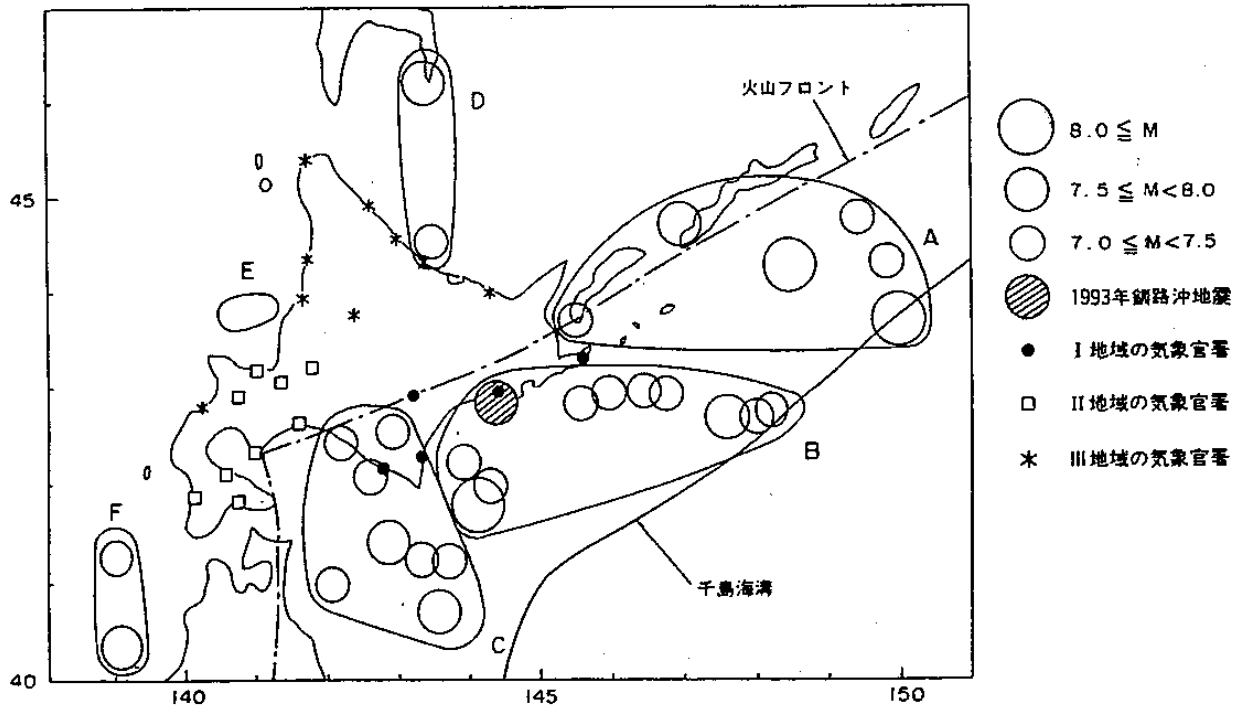 火山フロント
D
A
E
B
F
C
千島海溝
45
40
140
145
150
8.0 ≦ M
7.5 ≦ M<8.0
7.0 ≦M<7.5
1993年釧路沖地震
I 地域の気象官署
II 地域の気象官署
III 地域の気象官署